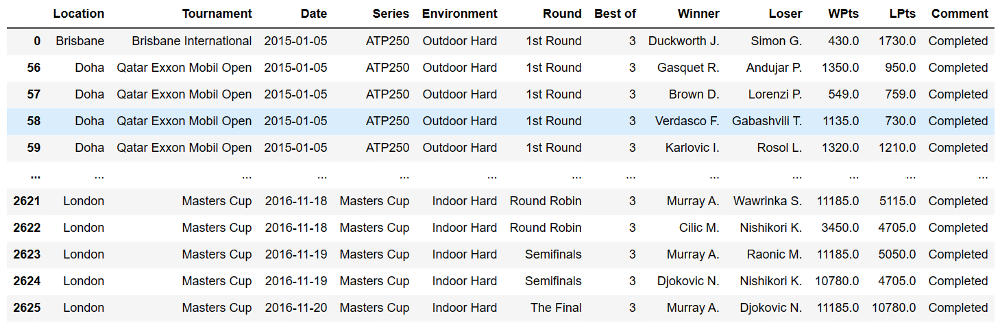 Location Tournament Date Series Environment Round Best of Winner Loser WPts LPts Comment
0 Brisbane Brisbane International 2015-01-05 ATP250 Outdoor Hard 1st Round 3 Duckworth J. Simon G. 430.0 1730.0 Completed
56 Doha Qatar Exxon Mobil Open 2015-01-05 ATP250 Outdoor Hard 1st Round 3 Gasquet R. Andujar P. 1350.0 950.0 Completed
57 Doha Qatar Exxon Mobil Open 2015-01-05 ATP250 Outdoor Hard 1st Round 3 Brown D. Lorenzi P. 549.0 759.0 Completed
58 Doha Qatar Exxon Mobil Open 2015-01-05 ATP250 Outdoor Hard 1st Round 3 Verdasco F. Gabashvili T. 1135.0 730.0 Completed
59 Doha Qatar Exxon Mobil Open 2015-01-05 ATP250 Outdoor Hard 1st Round 3 Karlovic I. Rosol L. 1320.0 1210.0 Completed
... ... ... ... ... ... ... ... ... ... ... ... ...
2621 London Masters Cup 2016-11-18 Masters Cup Indoor Hard Round Robin 3 Murray A. Wawrinka S. 11185.0 5115.0 Completed
2622 London Masters Cup 2016-11-18 Masters Cup Indoor Hard Round Robin 3 Cilic M. Nishikori K. 3450.0 4705.0 Completed
2623 London Masters Cup 2016-11-19 Masters Cup Indoor Hard Semifinals 3 Murray A. Raonic M. 11185.0 5050.0 Completed
2624 London Masters Cup 2016-11-19 Masters Cup Indoor Hard Semifinals 3 Djokovic N. Nishikori K. 10780.0 4705.0 Completed
2625 London Masters Cup 2016-11-20 Masters Cup Indoor Hard The Final 3 Murray A. Djokovic N. 11185.0 10780.0 Completed